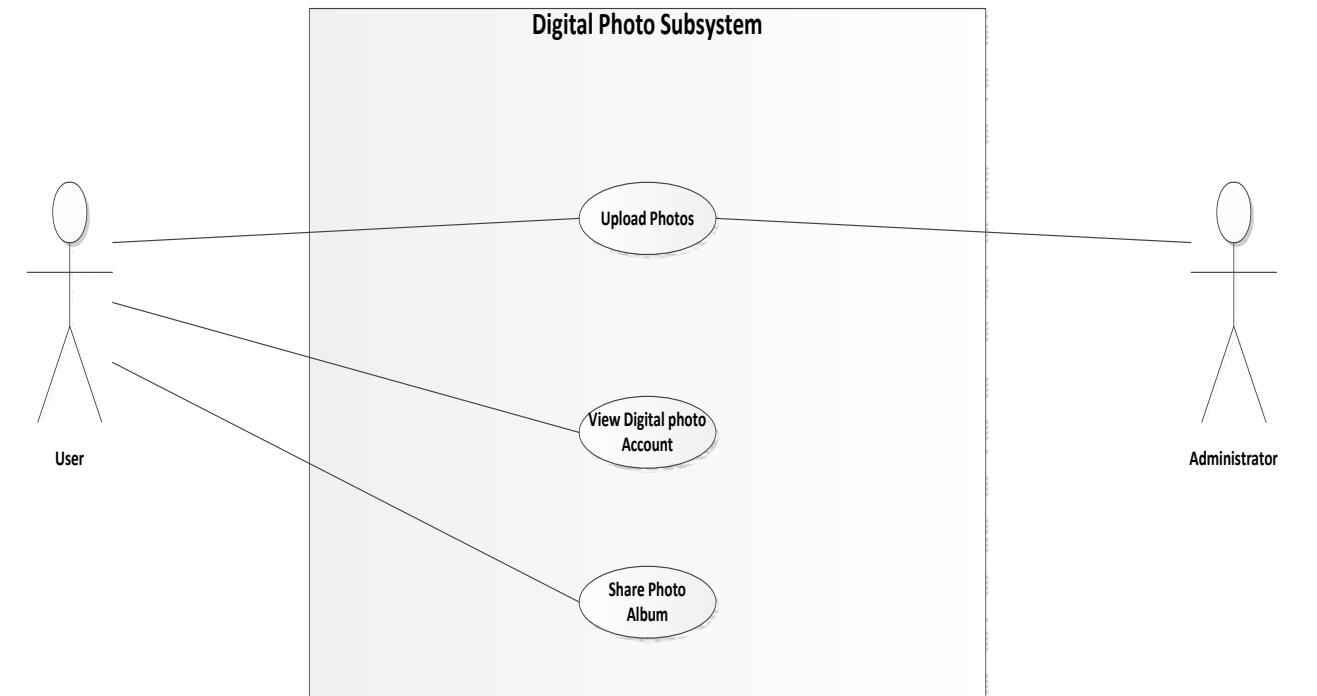 Digital Photo Subsystem
Upload Photos
View Digital photo
Account
User
Administrator
Share Photo
Album